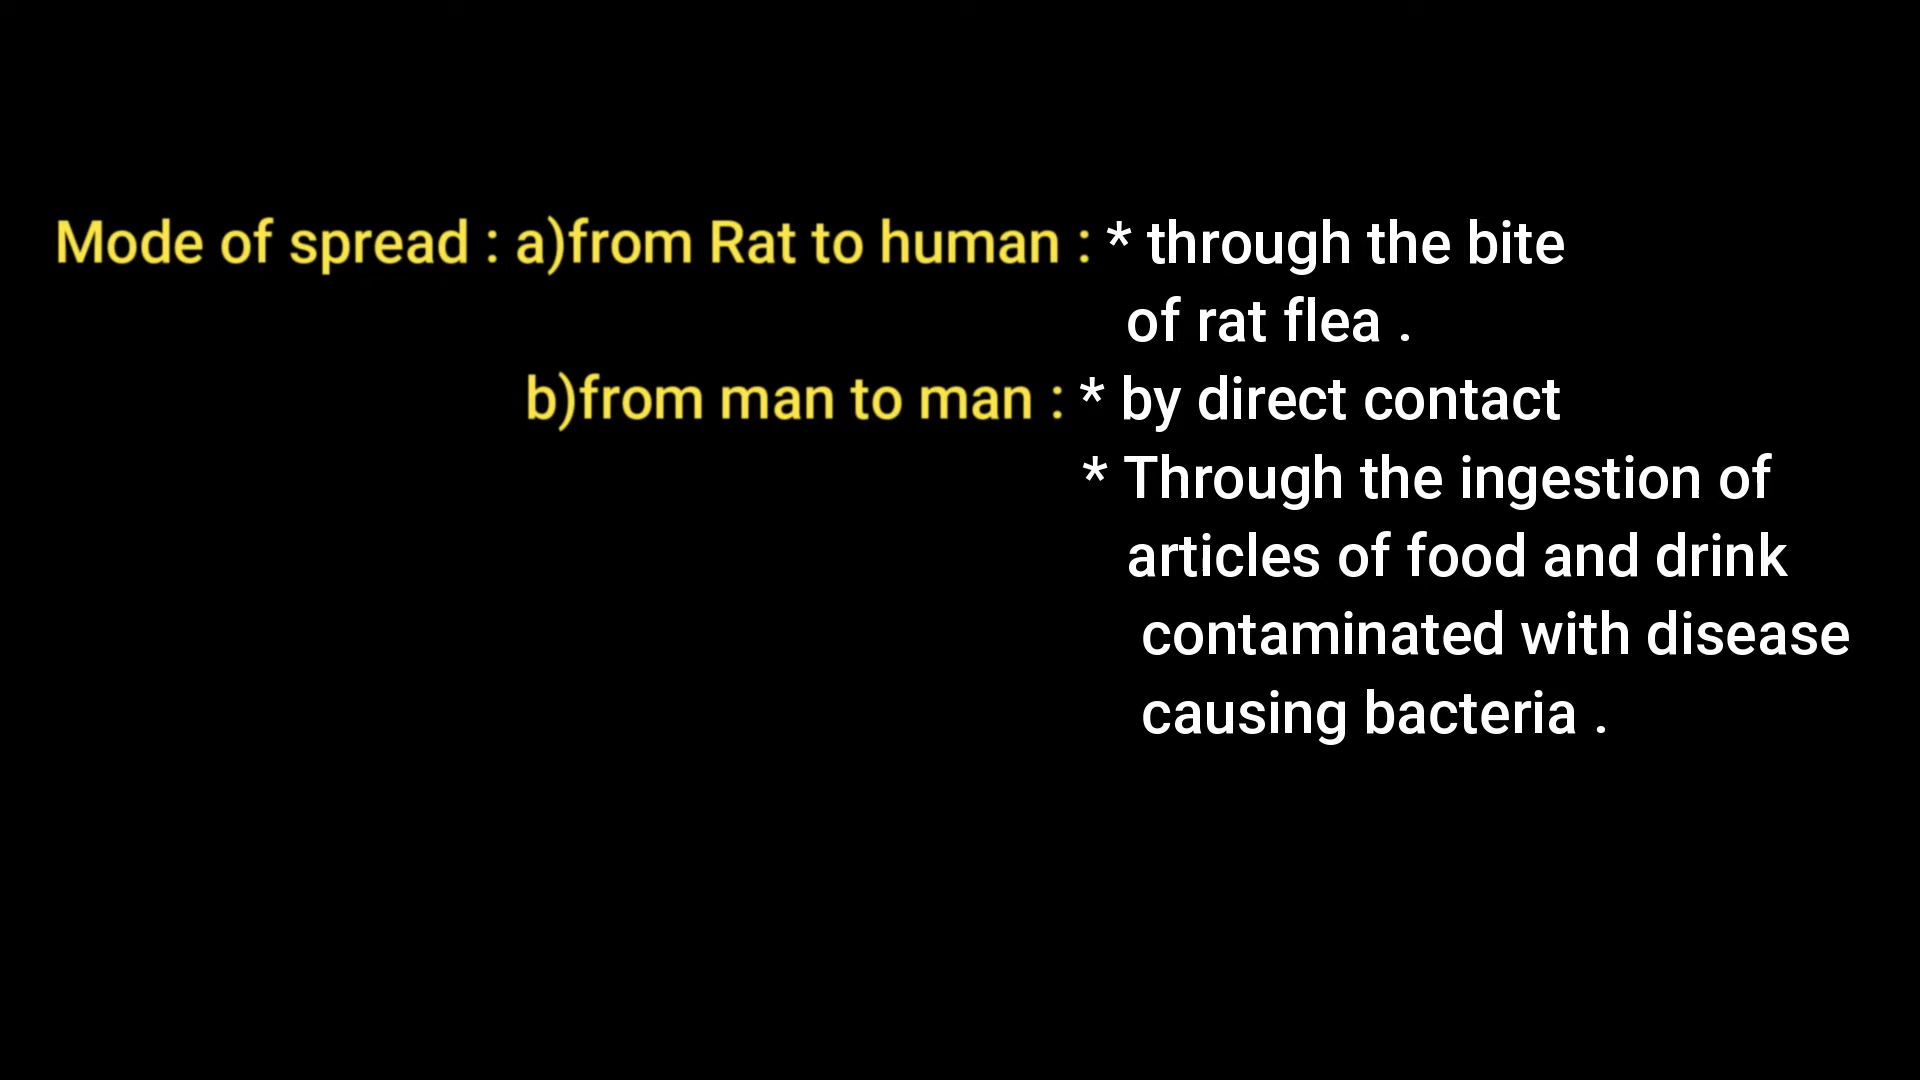 Mode of spread : a)from Rat to human : * through the bite
of rat flea .
b)from man to man : * by direct contact
* Through the ingestion of
articles of food and drink
contaminated with disease
causing bacteria .